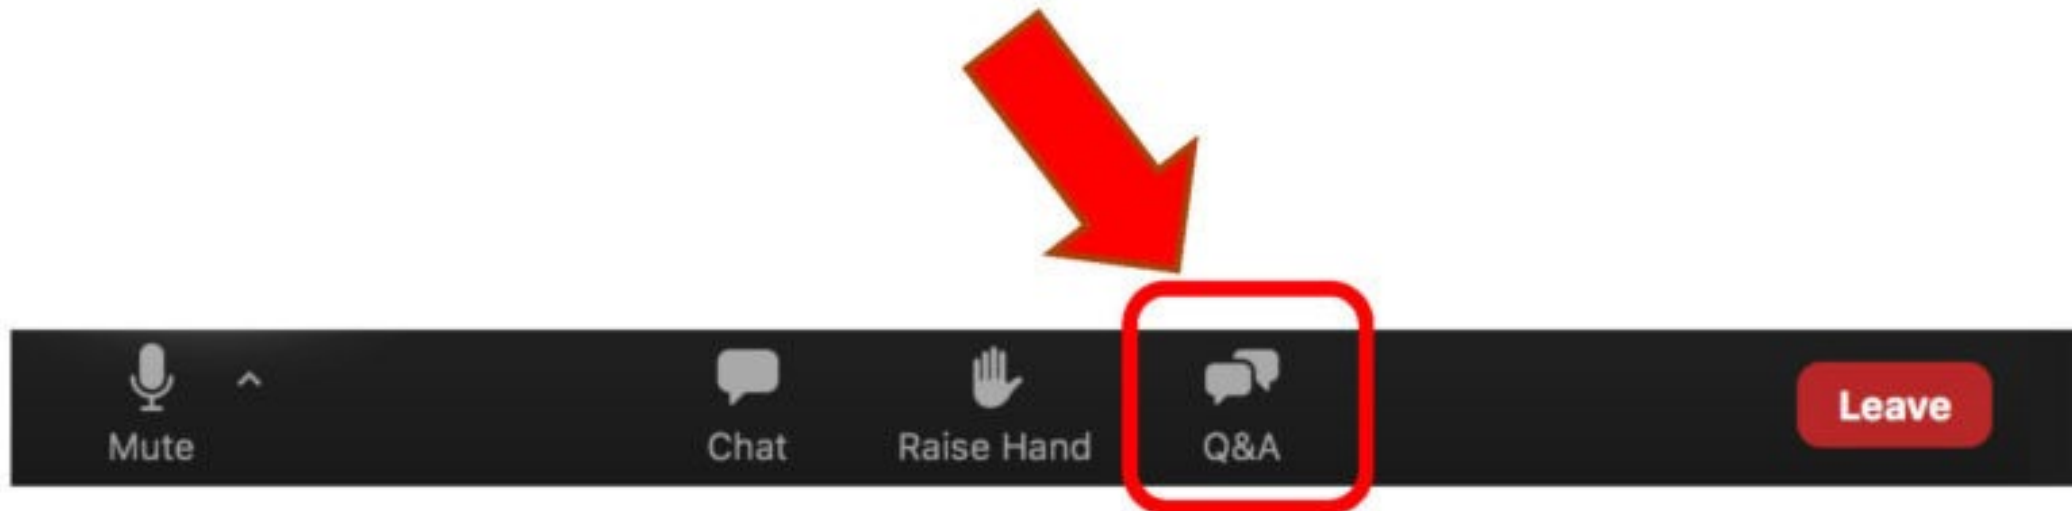 Mute
Chat
Raise Hand
Q&A
Leave